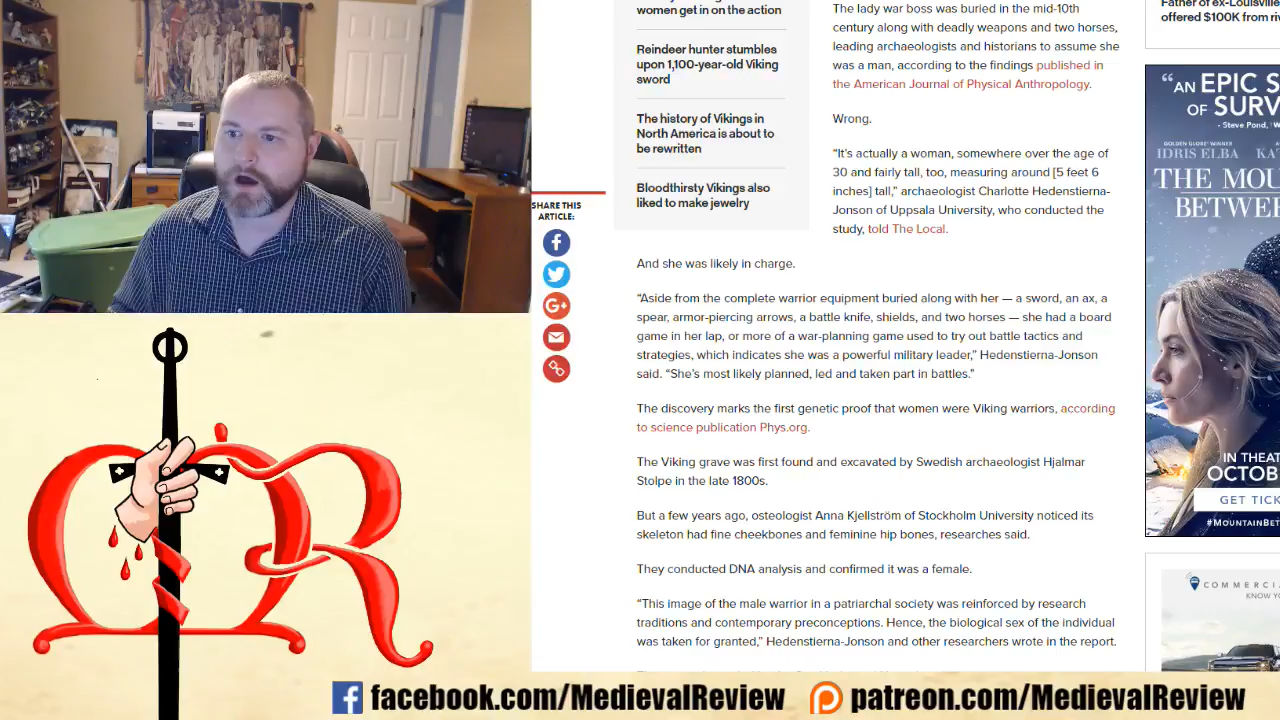 women get in on the action
Reindeer hunter stumbles
upon 1,100-year-old Viking
sword
The history of Vikings in
North America is about to
be rewritten
Bloodthirsty Vikings also
liked to make jewelry
SHARE THIS
ARTICLE:
The lady war boss was buried in the mid-10th
century along with deadly weapons and two horses,
leading archaeologists and historians to assume she
was a man, according to the findings published in
the American Journal of Physical Anthropology.
Wrong.
“It’s actually a woman, somewhere over the age of
30 and fairly tall, too, measuring around [5 feet 6
inches] tall,” archaeologist Charlotte Hedenstierna-
Jonson of Uppsala University, who conducted the
study, told The Local.
And she was likely in charge.
“Aside from the complete warrior equipment buried along with her — a sword, an ax, a
spear, armor-piercing arrows, a battle knife, shields, and two horses — she had a board
game in her lap, or more of a war-planning game used to try out battle tactics and
strategies, which indicates she was a powerful military leader,” Hedenstierna-Jonson
said. “She’s most likely planned, led and taken part in battles.”
The discovery marks the first genetic proof that women were Viking warriors, according
to science publication Phys.org.
The Viking grave was first found and excavated by Swedish archaeologist Hjalmar
Stolpe in the late 1800s.
But a few years ago, osteologist Anna Kjellström of Stockholm University noticed its
skeleton had fine cheekbones and feminine hip bones, researches said.
They conducted DNA analysis and confirmed it was a female.
“This image of the male warrior in a patriarchal society was reinforced by research
traditions and contemporary preconceptions. Hence, the biological sex of the individual
was taken for granted,” Hedenstierna-Jonson and other researchers wrote in the report.
Father of ex-Louisville
offered $100K from
“AN EPIC
OF SURV
- Steve Pond,
GOLDEN GLOBE® WINNER
IDRIS ELBA
THE MOU
BETWE
IN THEAT
OCTOB
GET TICK
#MOUNTAINBET
COMMERCIA
KNOW YO
MR
facebook.com/MedievalReview
patreon.com/MedievalReview